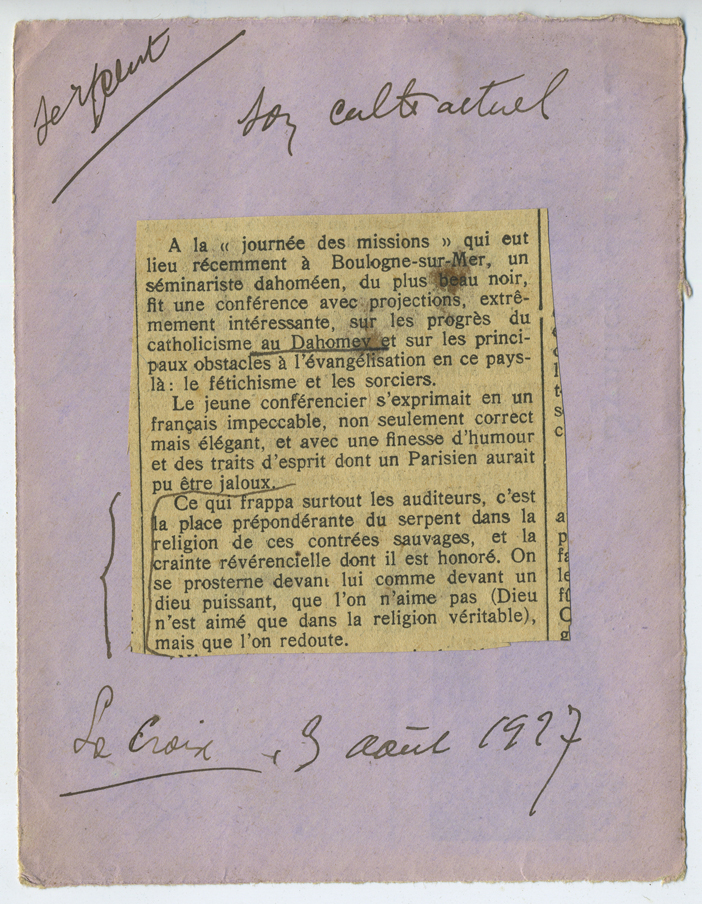 serpent
son culte actuel
A la « journée des missions » qui eut
lieu récemment à Boulogne-sur-Mer, un
séminariste dahoméen, du plus beau noir,
fit une conférence avec projections, extrê-
mement intéressante, sur les progrès du
catholicisme au Dahomey et sur les princi-
paux obstacles à l'évangélisation en ce pays-
là : le fétichisme et les sorciers.
Le jeune conférencier s'exprimait en un
français impeccable, non seulement correct
mais élégant, et avec une finesse d'humour
et des traits d'esprit dont un Parisien aurait
pu être jaloux.
Ce qui frappa surtout les auditeurs, c'est
la place prépondérante du serpent dans la
religion de ces contrées sauvages, et la
crainte révérencielle dont il est honoré. On
se prosterne devant lui comme devant un
dieu puissant, que l'on n'aime pas (Dieu
n'est aimé que dans la religion véritable),
mais que l'on redoute.
La Croix, 3 août 1927